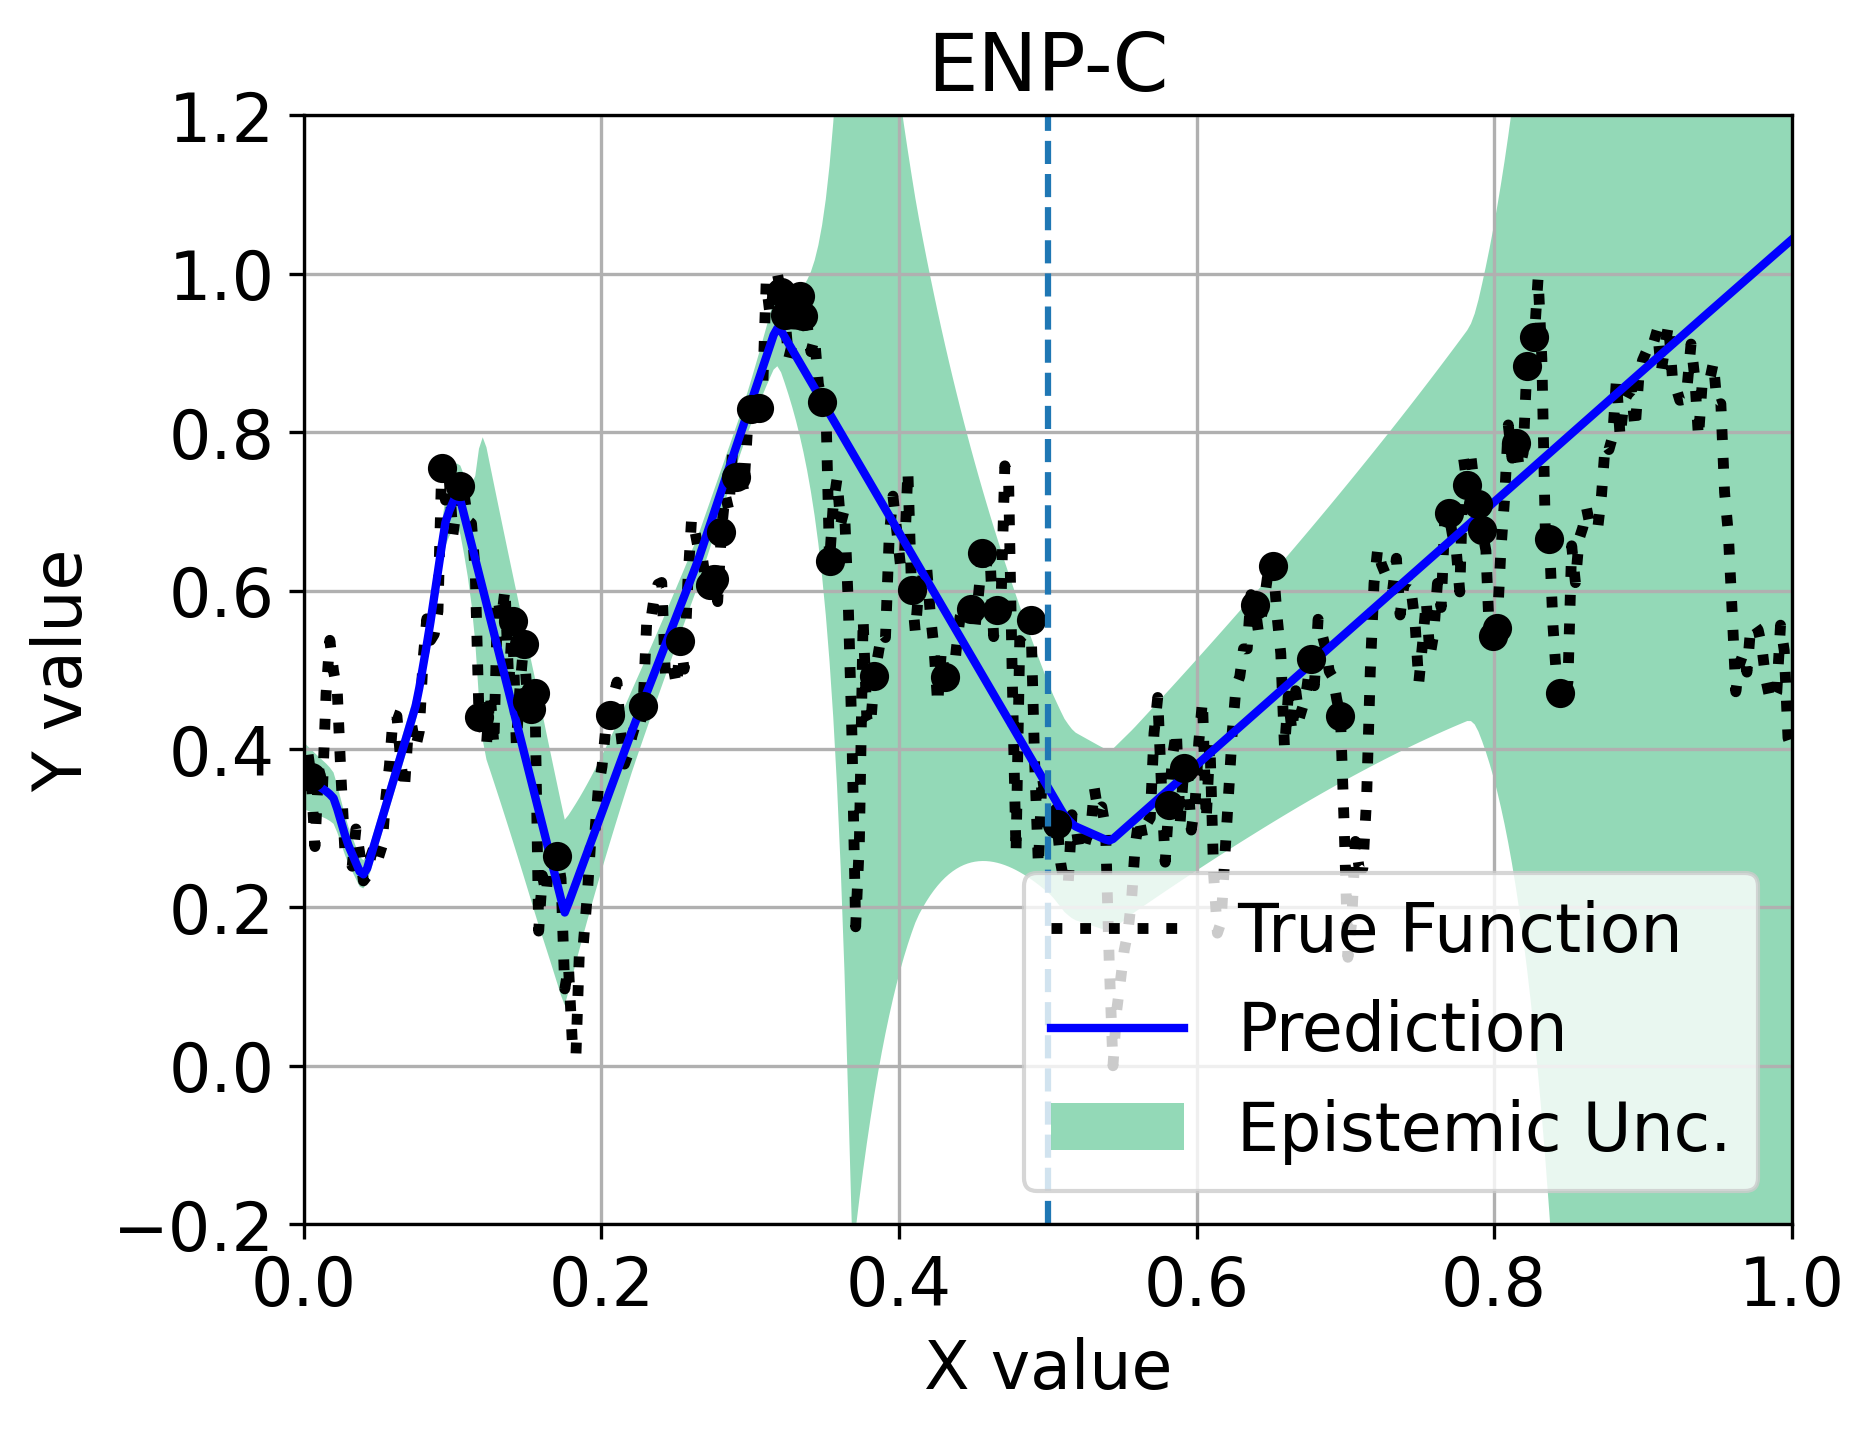 ENP-C
1.2
1.0
0.8
0.6
0.4
0.2
0.0
−0.2
Y value
True Function
Prediction
Epistemic Unc.
0.0 0.2 0.4 0.6 0.8 1.0
X value